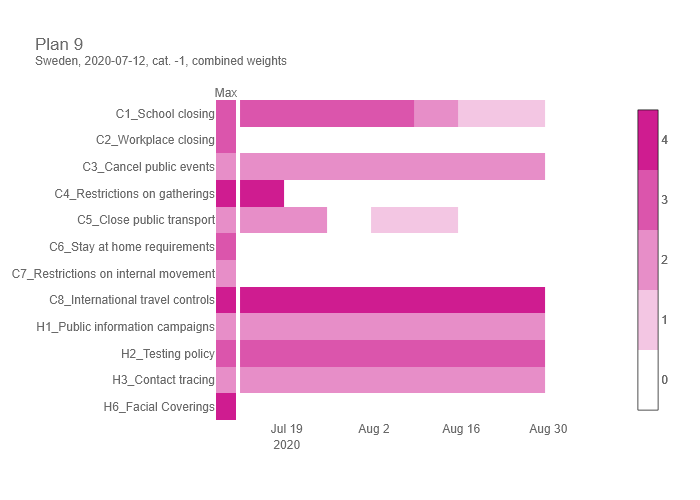 Plan 9
Sweden, 2020-07-12, cat. -1, combined weights
Max
C1_School closing
C2_Workplace closing
C3_Cancel public events
C4_Restrictions on gatherings
C5_Close public transport
C6_Stay at home requirements
C7_Restrictions on internal movement
C8_International travel controls
H1_Public information campaigns
H2_Testing policy
H3_Contact tracing
H6_Facial Coverings
Jul 19
2020
Aug 2
Aug 16
Aug 30
4
3
2
1
0